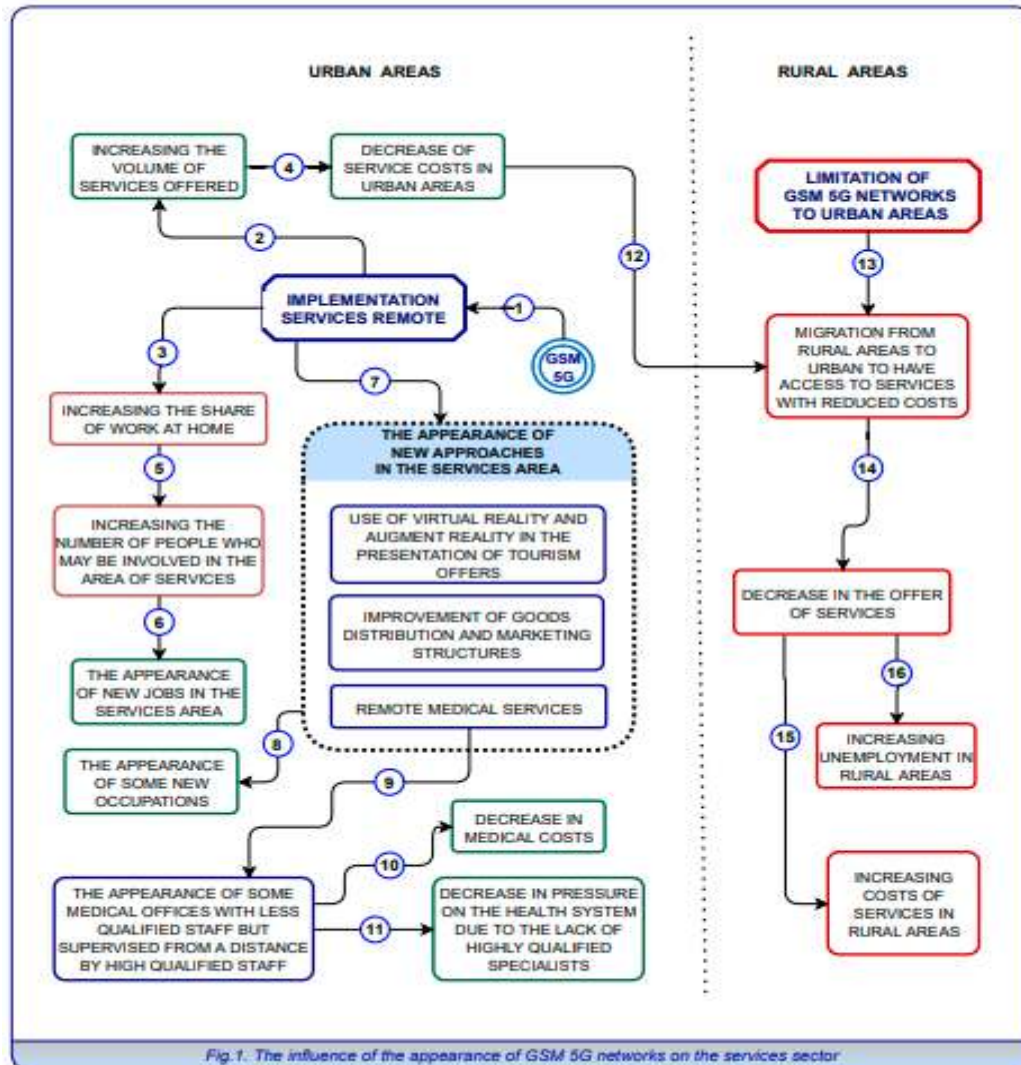 URBAN AREAS
RURAL AREAS
INCREASING THE
VOLUME OF
SERVICES OFFERED
4
DECREASE OF
SERVICE COSTS IN
URBAN AREAS
LIMITATION OF
GSM 5G NETWORKS
TO URBAN AREAS
2
12
13
IMPLEMENTATION
SERVICES REMOTE
1
GSM
5G
3
7
MIGRATION FROM
RURAL AREAS TO
URBAN TO HAVE
ACCESS TO SERVICES
WITH REDUCED COSTS
INCREASING THE SHARE
OF WORK AT HOME
THE APPEARANCE OF
NEW APPROACHES
IN THE SERVICES AREA
5
14
INCREASING THE
NUMBER OF PEOPLE WHO
MAY BE INVOLVED IN THE
AREA OF SERVICES
USE OF VIRTUAL REALITY AND
AUGMENT REALITY IN THE
PRESENTATION OF TOURISM
OFFERS
6
IMPROVEMENT OF GOODS
DISTRIBUTION AND MARKETING
STRUCTURES
DECREASE IN THE OFFER
OF SERVICES
THE APPEARANCE
OF NEW JOBS IN THE
SERVICES AREA
REMOTE MEDICAL SERVICES
16
15
8
THE APPEARANCE
OF SOME NEW
OCCUPATIONS
9
INCREASING
UNEMPLOYMENT IN
RURAL AREAS
DECREASE IN
MEDICAL COSTS
10
THE APPEARANCE OF SOME
MEDICAL OFFICES WITH LESS
QUALIFIED STAFF BUT
SUPERVISED FROM A DISTANCE
BY HIGH QUALIFIED STAFF
11
DECREASE IN PRESSURE
ON THE HEALTH SYSTEM
DUE TO THE LACK OF
HIGHLY QUALIFIED
SPECIALISTS
INCREASING
COSTS OF
SERVICES IN
RURAL AREAS
Fig.1. The influence of the appearance of GSM 5G networks on the services sector